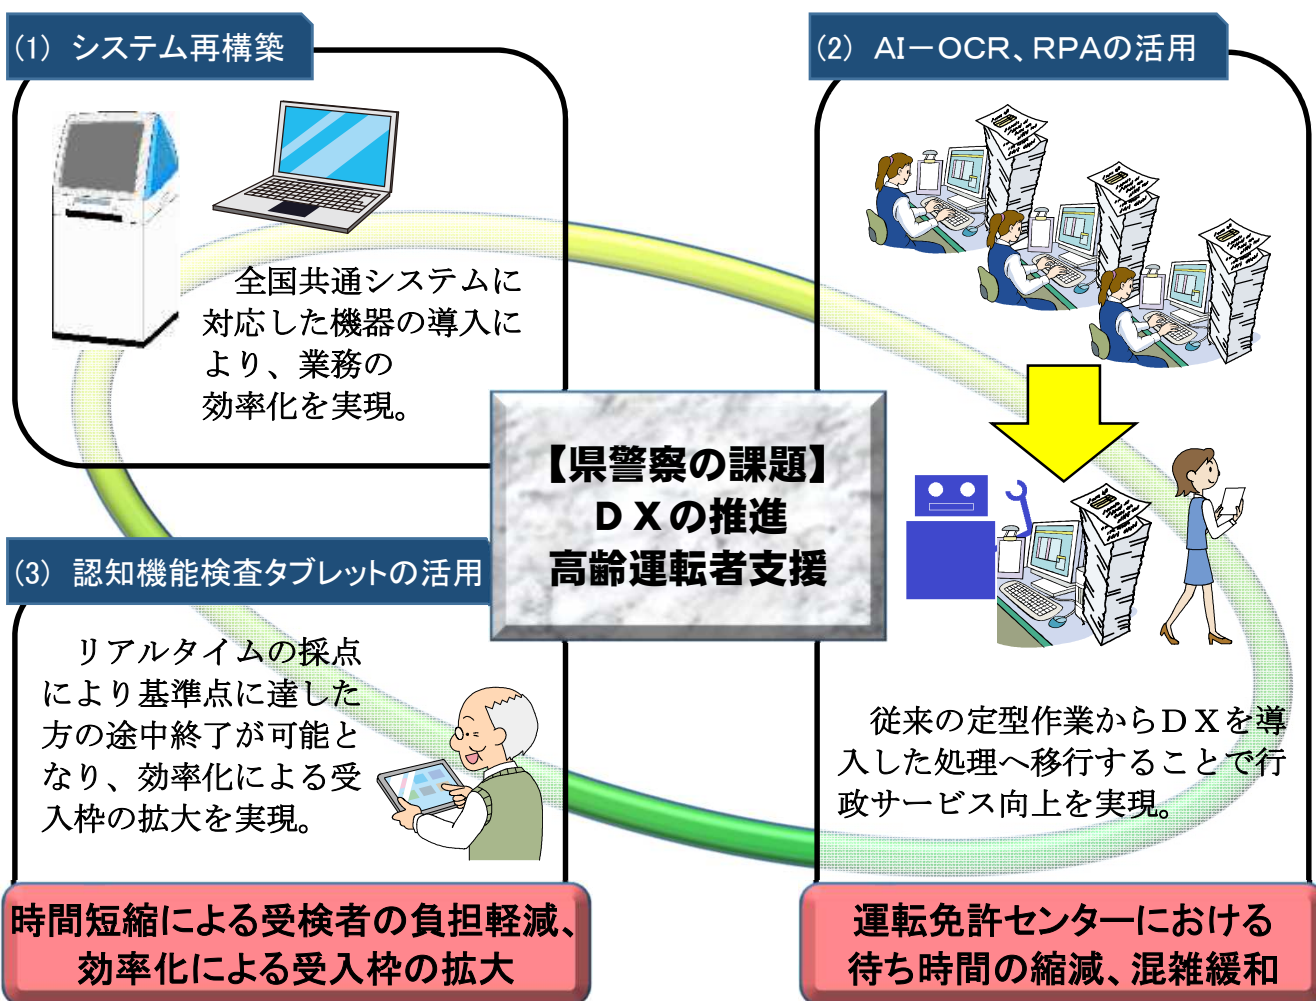 (1) システム再構築
全国共通システムに
対応した機器の導入に
より、業務の
効率化を実現。
(2) AI－OCR、RPAの活用
従来の定型作業からＤＸを導
入した処理へ移行することで行
政サービス向上を実現。
【県警察の課題】
ＤＸの推進
高齢運転者支援
(3) 認知機能検査タブレットの活用
リアルタイムの採点
により基準点に達した
方の途中終了が可能と
なり、効率化による受
入枠の拡大を実現。
時間短縮による受検者の負担軽減、
効率化による受入枠の拡大
運転免許センターにおける
待ち時間の縮減、混雑緩和